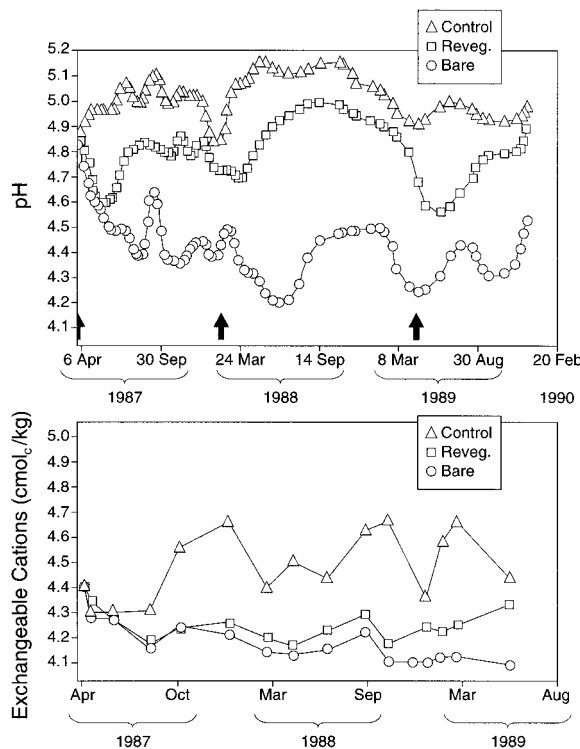 Control
Reveg.
Bare
5.2
5.1
5.0
4.9
4.8
4.7
4.6
4.5
4.4
4.3
4.2
4.1
pH
6 Apr 30 Sep 24 Mar 14 Sep 8 Mar 30 Aug 20 Feb
1987 1988 1989 1990
Control
Reveg.
Bare
5.0
4.9
4.8
4.7
4.6
4.5
4.4
4.3
4.2
4.1
Exchangeable Cations (cmolc/kg)
Apr Oct Mar Sep Mar Aug
1987 1988 1989